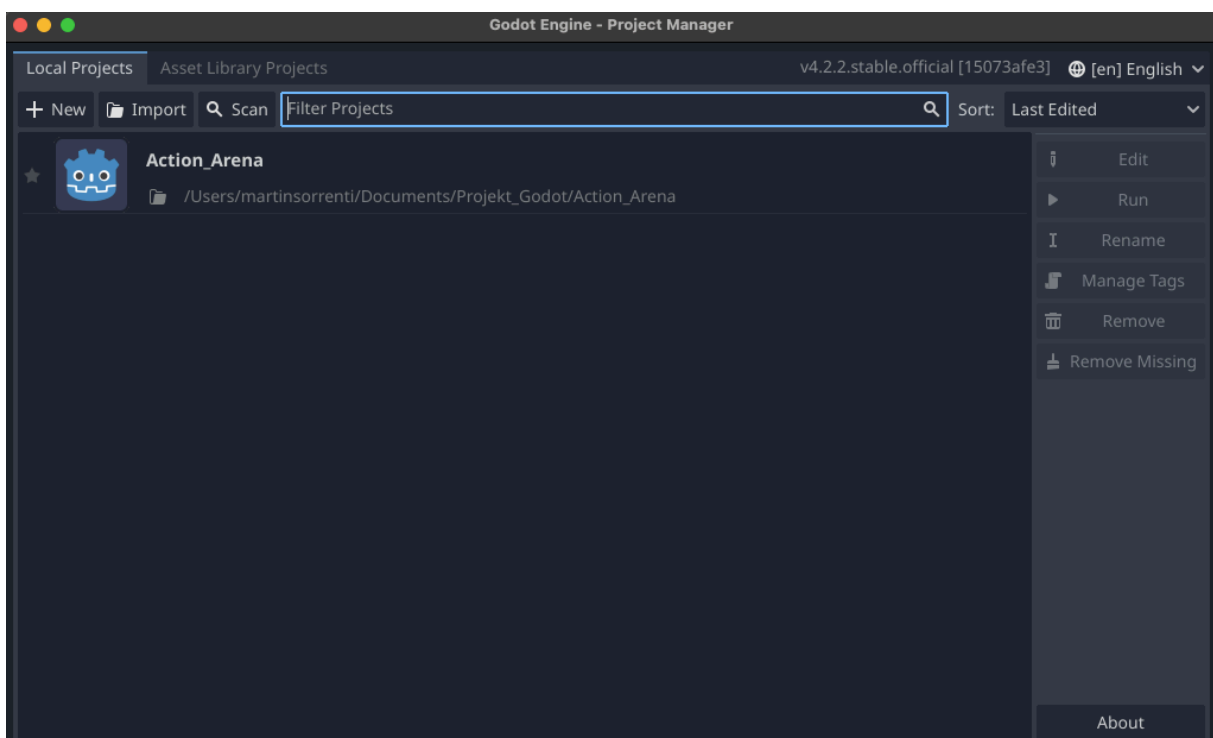 Godot Engine - Project Manager
Local Projects Asset Library Projects v4.2.2.stable.official [15073afe3] [en] English
New Import Scan Filter Projects Sort: Last Edited
Action_Arena
/Users/martinsorrenti/Documents/Projekt_Godot/Action_Arena
Edit
Run
Rename
Manage Tags
Remove
Remove Missing
About